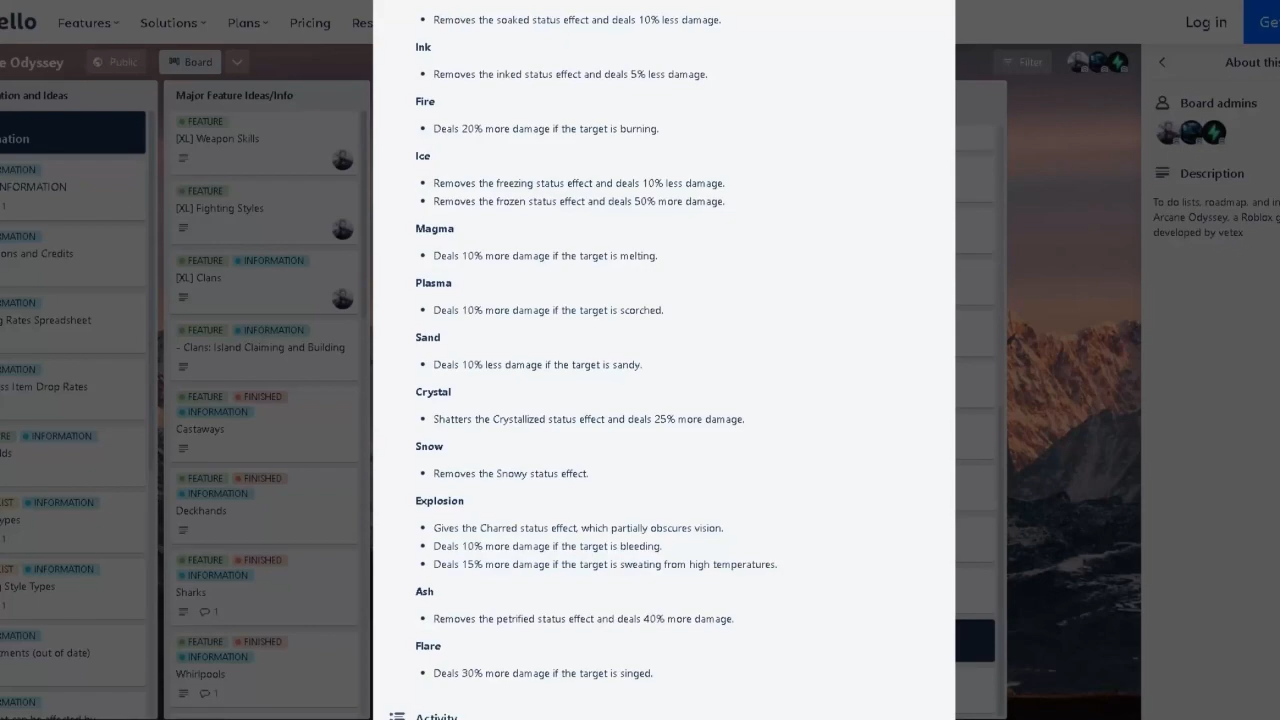 ello
Features
Solutions
Plans
Pricing
Log in
e Odyssey
Public
Board
Filter
About this
Major Feature Ideas/Info
FEATURE
[XL] Weapon Skills
FEATURE
[XL] Fighting Styles
FEATURE INFORMATION
[XL] Clans
FEATURE INFORMATION
- Clans: Island Claiming and Building
FEATURE FINISHED
INFORMATION
Castaways
FEATURE FINISHED
INFORMATION
Deckhands
FEATURE FINISHED
INFORMATION
Sharks
1
FEATURE FINISHED
INFORMATION
Whirlpools
1
INFORMATION
ons and Credits
g Rates Spreadsheet
ss Item Drop Rates
INFORMATION
INFORMATION
INFORMATION
g Style Types
tments (out of date)
Removes the soaked status effect and deals 10% less damage.
Ink
Removes the inked status effect and deals 5% less damage.
Fire
Deals 20% more damage if the target is burning.
Ice
Removes the freezing status effect and deals 10% less damage.
Removes the frozen status effect and deals 50% more damage.
Magma
Deals 10% more damage if the target is melting.
Plasma
Deals 10% more damage if the target is scorched.
Sand
Deals 10% less damage if the target is sandy.
Crystal
Shatters the Crystallized status effect and deals 25% more damage.
Snow
Removes the Snowy status effect.
Explosion
Gives the Charred status effect, which partially obscures vision.
Deals 10% more damage if the target is bleeding.
Deals 15% more damage if the target is sweating from high temperatures.
Ash
Removes the petrified status effect and deals 40% more damage.
Flare
Deals 30% more damage if the target is singed.
Activity
Board admins
Description
To do lists, roadmap, and in
Arcane Odyssey, a Roblox g
developed by vetex